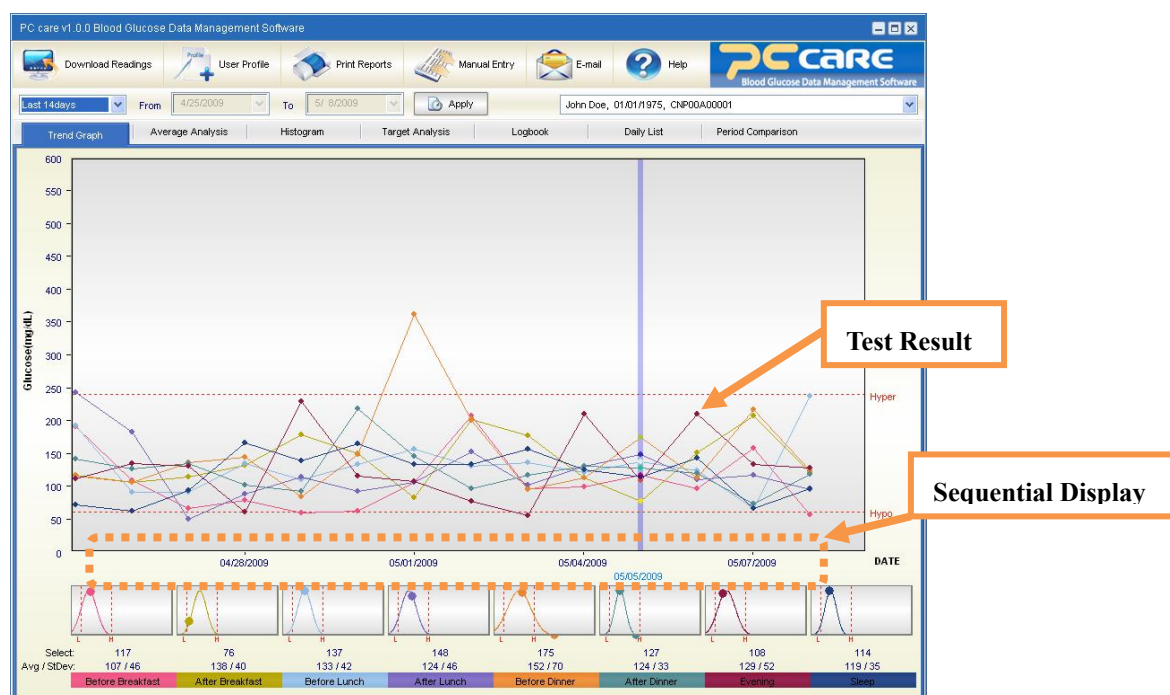 PC care v1.0.0 Blood Glucose Data Management Software
Download Readings Profile User Profile Print Reports Manual Entry E-mail Help PC CARE
Blood Glucose Data Management Software
Last 14days From 4/25/2009 To 5/ 8/2009 Apply John Doe, 01/01/1975, CNP00A00001
Trend Graph Average Analysis Histogram Target Analysis Logbook Daily List Period Comparison
600
550
500
450
400
350
300
250
200
150
100
50
0
Glucose(mg/dL)
Test Result
Hyper
Sequential Display
Hypo
04/28/2009 05/01/2009 05/04/2009 05/07/2009 DATE
05/05/2009
L H L H L H L H L H L H L H L H
Select: 117 76 137 148 175 127 108 114
Avg / StDev: 107 / 46 138 / 40 133 / 42 124 / 46 152 / 70 124 / 33 129 / 52 119 / 35
Before Breakfast After Breakfast Before Lunch After Lunch Before Dinner After Dinner Evening Sleep